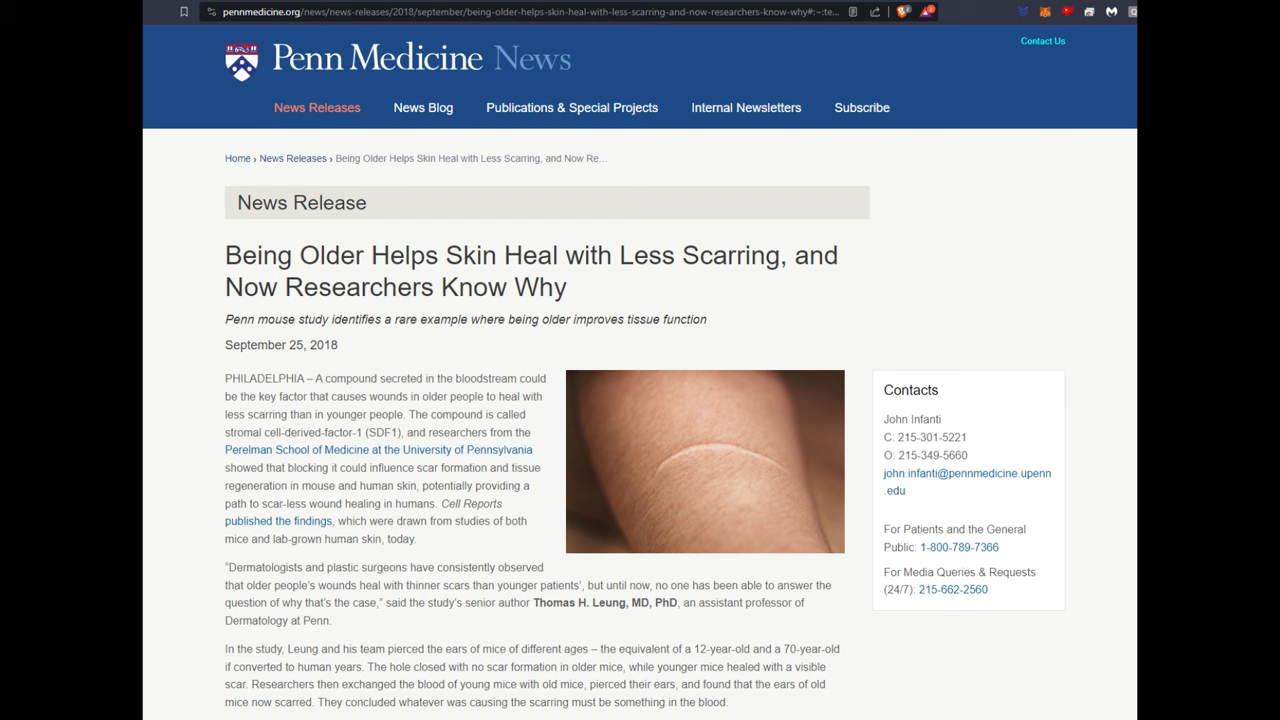 pennmedicine.org/news/news-releases/2018/september/being-older-helps-skin-heal-with-less-scarring-and-now-researchers-know-why#:~:te...
Penn Medicine News
Contact Us
News Releases News Blog Publications & Special Projects Internal Newsletters Subscribe
Home › News Releases › Being Older Helps Skin Heal with Less Scarring, and Now Re...
News Release
Being Older Helps Skin Heal with Less Scarring, and
Now Researchers Know Why
Penn mouse study identifies a rare example where being older improves tissue function
September 25, 2018
PHILADELPHIA – A compound secreted in the bloodstream could
be the key factor that causes wounds in older people to heal with
less scarring than in younger people. The compound is called
stromal cell-derived-factor-1 (SDF1), and researchers from the
Perelman School of Medicine at the University of Pennsylvania
showed that blocking it could influence scar formation and tissue
regeneration in mouse and human skin, potentially providing a
path to scar-less wound healing in humans. Cell Reports
published the findings, which were drawn from studies of both
mice and lab-grown human skin, today.
“Dermatologists and plastic surgeons have consistently observed
that older people’s wounds heal with thinner scars than younger patients’, but until now, no one has been able to answer the
question of why that’s the case,” said the study’s senior author Thomas H. Leung, MD, PhD, an assistant professor of
Dermatology at Penn.
In the study, Leung and his team pierced the ears of mice of different ages – the equivalent of a 12-year-old and a 70-year-old
if converted to human years. The hole closed with no scar formation in older mice, while younger mice healed with a visible
scar. Researchers then exchanged the blood of young mice with old mice, pierced their ears, and found that the ears of old
mice now scarred. They concluded whatever was causing the scarring must be something in the blood.
Contacts
John Infanti
C: 215-301-5221
O: 215-349-5660
john.infanti@pennmedicine.upenn
.edu
For Patients and the General
Public: 1-800-789-7366
For Media Queries & Requests
(24/7): 215-662-2560